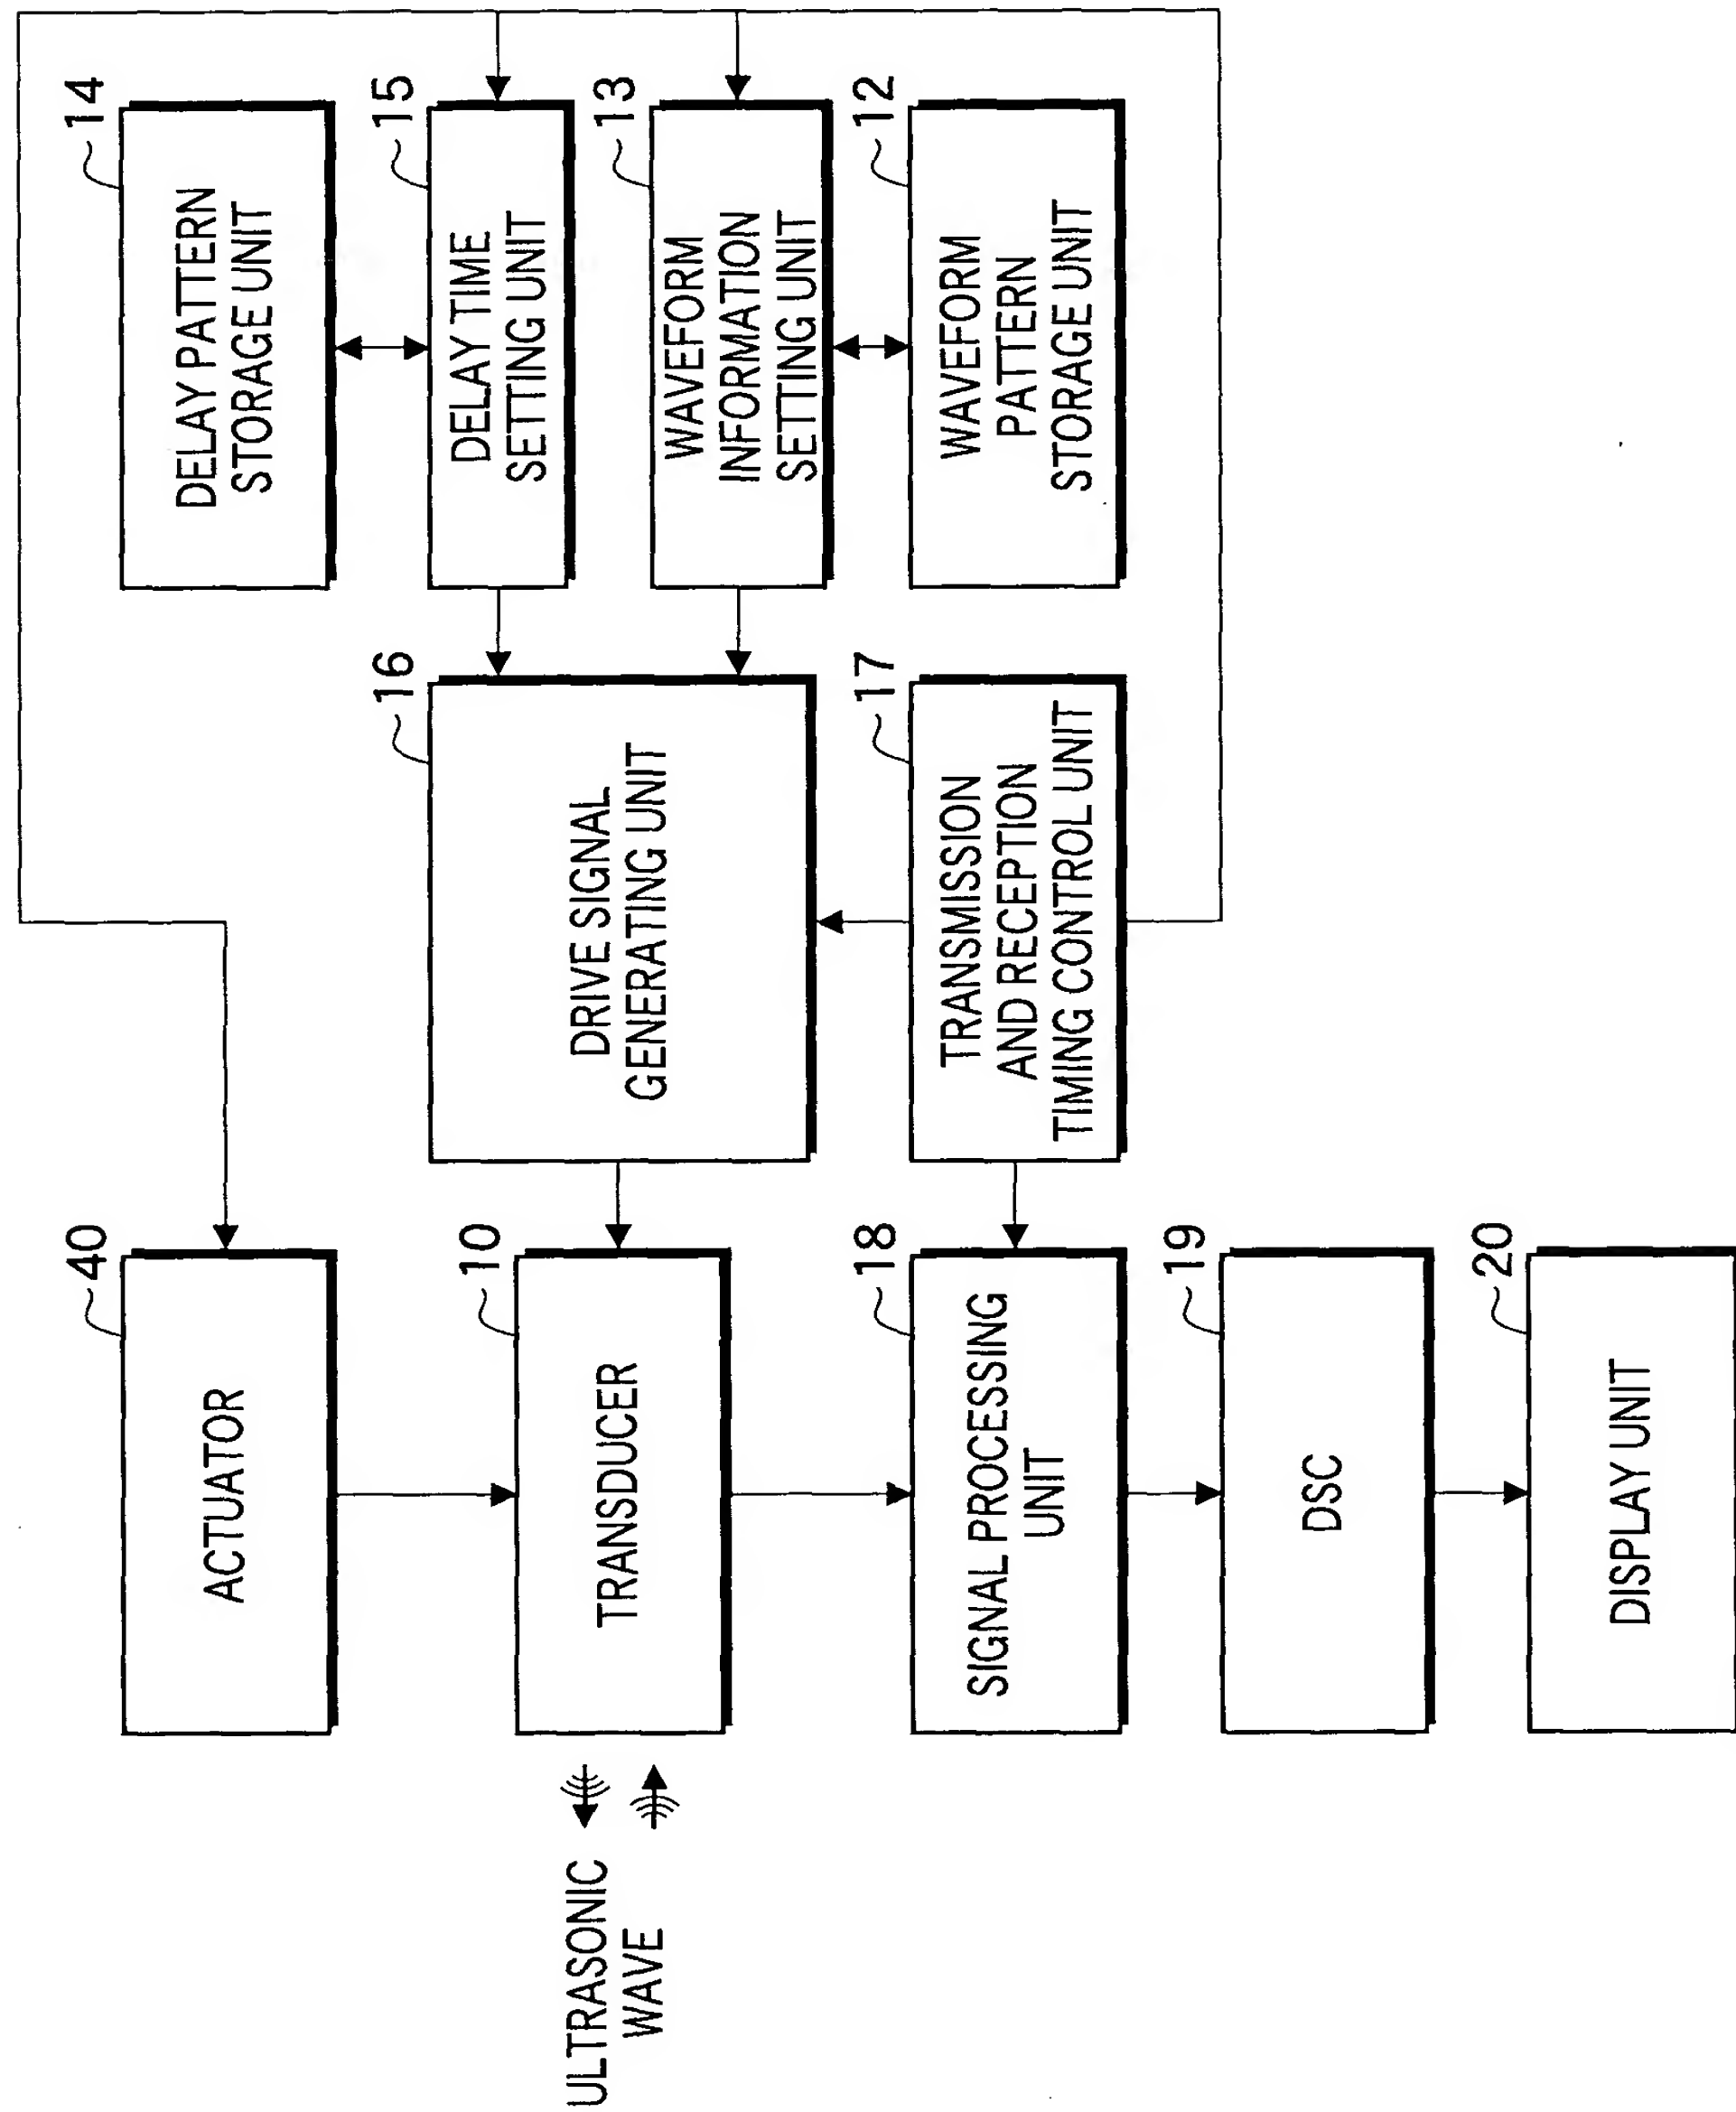 14
DELAY PATTERN
STORAGE UNIT
15
DELAY TIME
SETTING UNIT
13
WAVEFORM
INFORMATION
SETTING UNIT
12
WAVEFORM
PATTERN
STORAGE UNIT
16
DRIVE SIGNAL
GENERATING UNIT
17
TRANSMISSION
AND RECEPTION
TIMING CONTROL UNIT
40
ACTUATOR
10
TRANSDUCER
18
SIGNAL PROCESSING
UNIT
19
DSC
20
DISPLAY UNIT
ULTRASONIC
WAVE